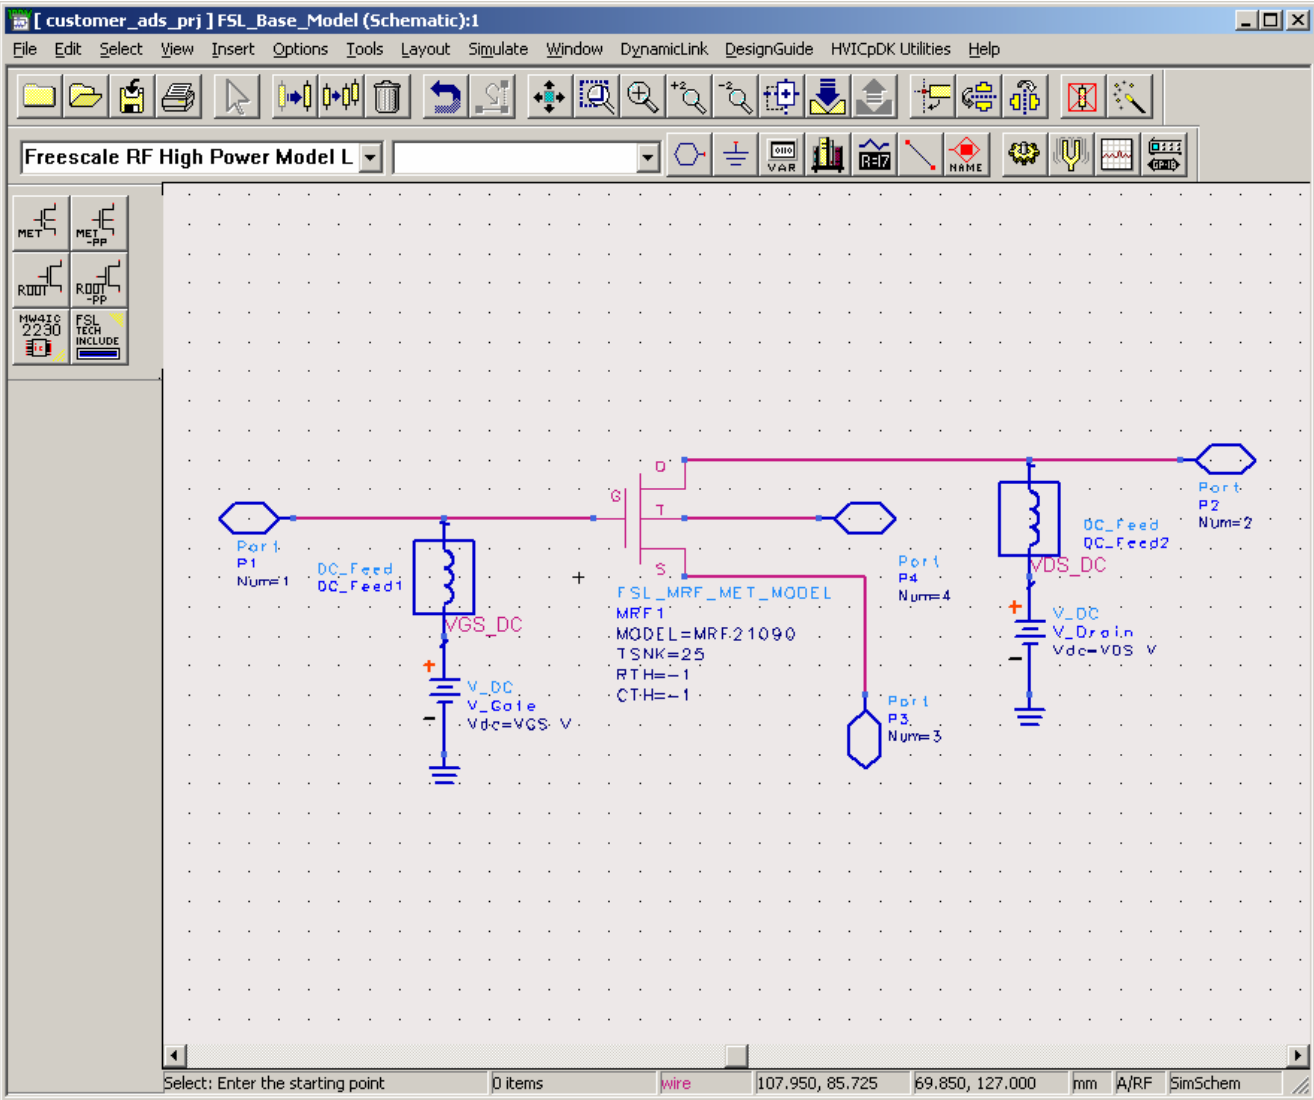 [ customer_ads_prj ] FSL_Base_Model (Schematic):1
File Edit Select View Insert Options Tools Layout Simulate Window DynamicLink DesignGuide HVICpDK Utilities Help
+2 -2
Freescale RF High Power Model L
VAR
NAME
GPIB
MET
MET
-PP
ROOT
ROOT
-PP
MW4IC
2230
FSL
TECH
INCLUDE
D
G
T
S
Port
P1
Num=1
DC_Feed
DC_Feed1
VGS_DC
+
V_DC
V_Gate
Vdc=VGS V
-
FSL_MRF_MET_MODEL
MRF1
MODEL=MRF21090
TSNK=25
RTH=-1
CTH=-1
Port
P4
Num=4
Port
P3
Num=3
Port
P2
Num=2
DC_Feed
DC_Feed2
VDS_DC
+
V_DC
V_Drain
Vdc=VDS V
-
Select: Enter the starting point 0 items wire 107.950, 85.725 69.850, 127.000 mm A/RF SimSchem